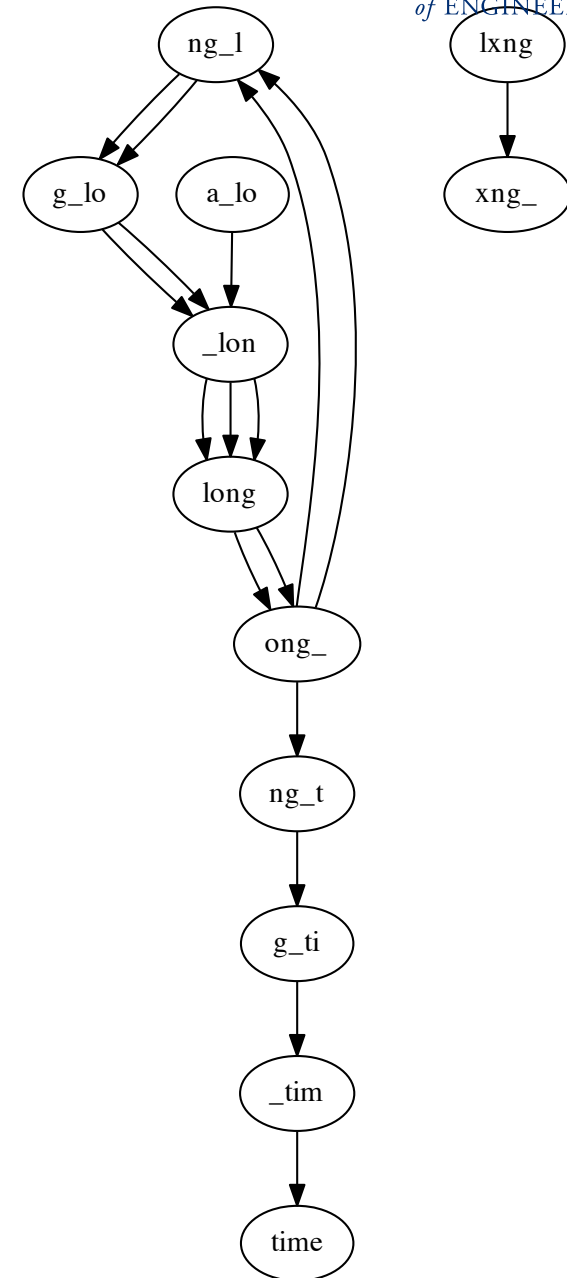 of ENGINEE
ng_l
lxng
g_lo
a_lo
xng_
_lon
long
ong_
ng_t
g_ti
_tim
time